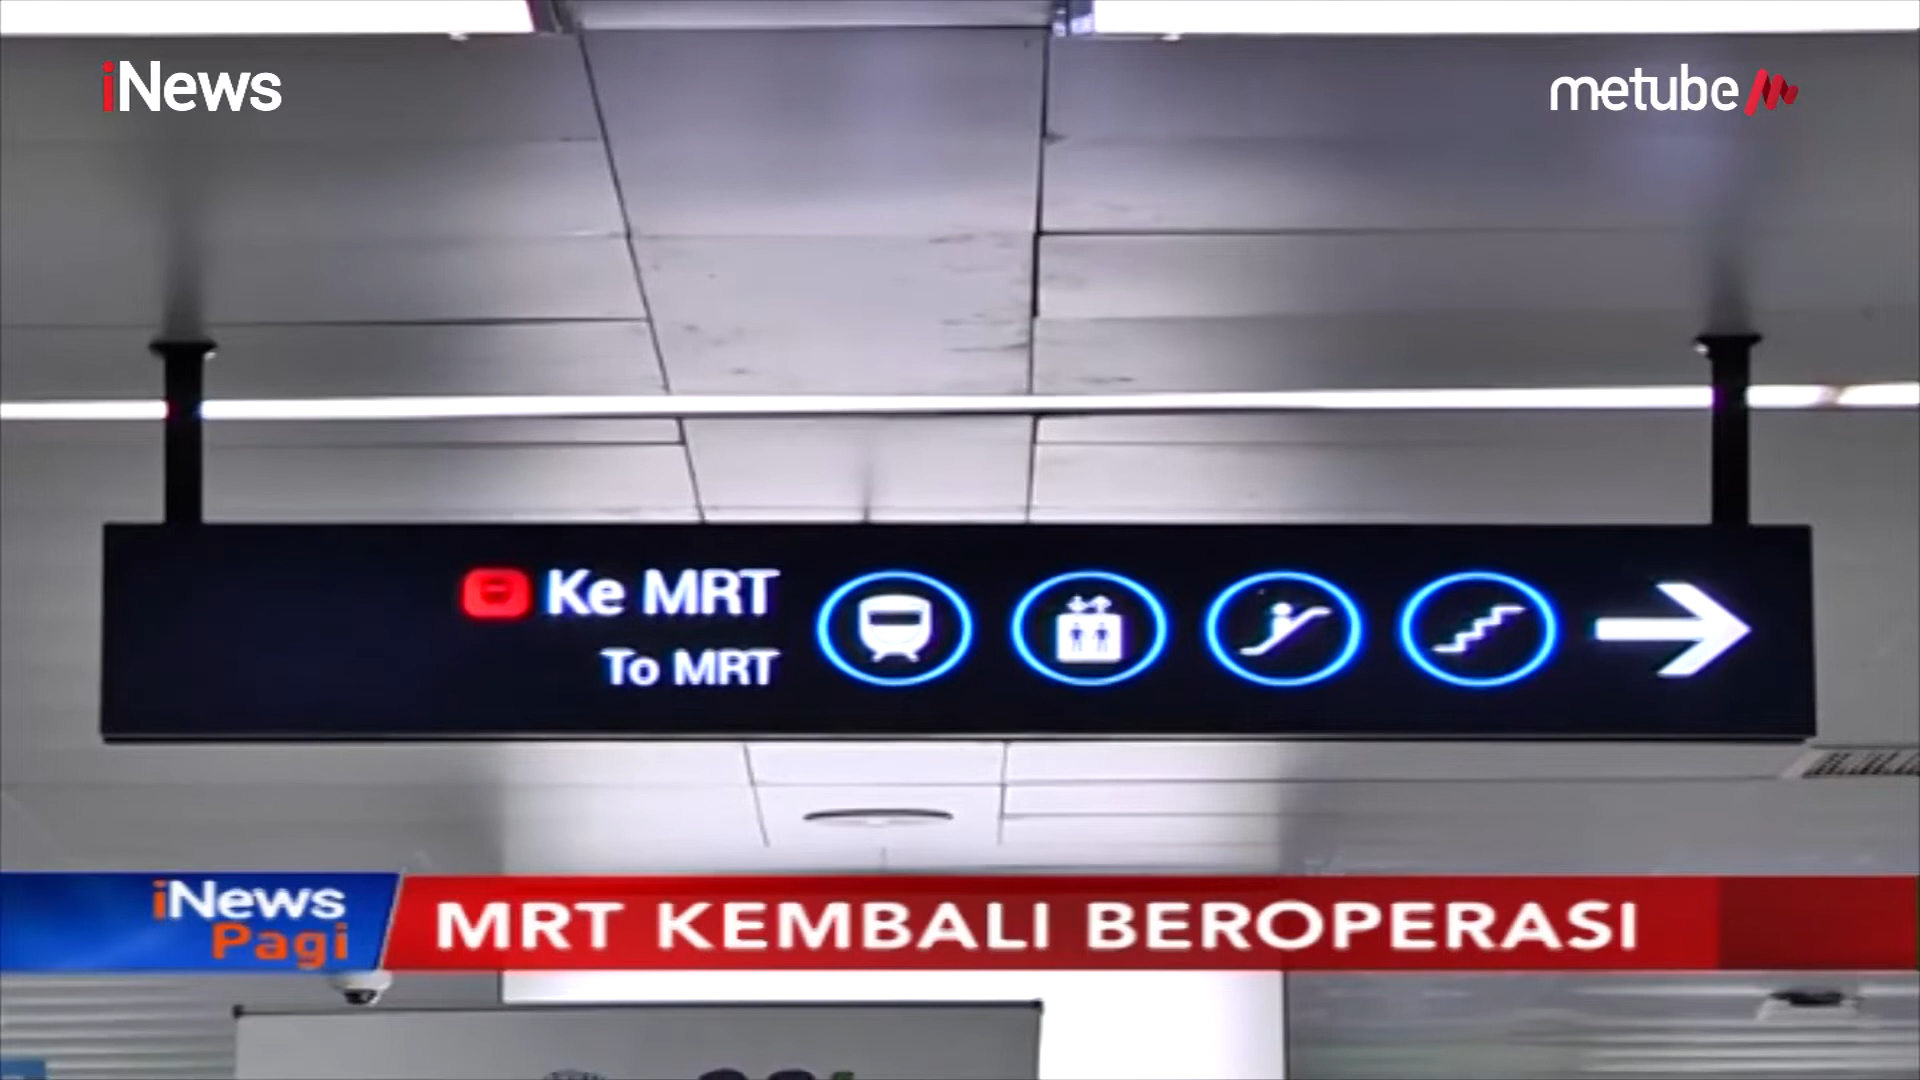 iNews
metube
Ke MRT
To MRT
iNews
Pagi
MRT KEMBALI BEROPERASI